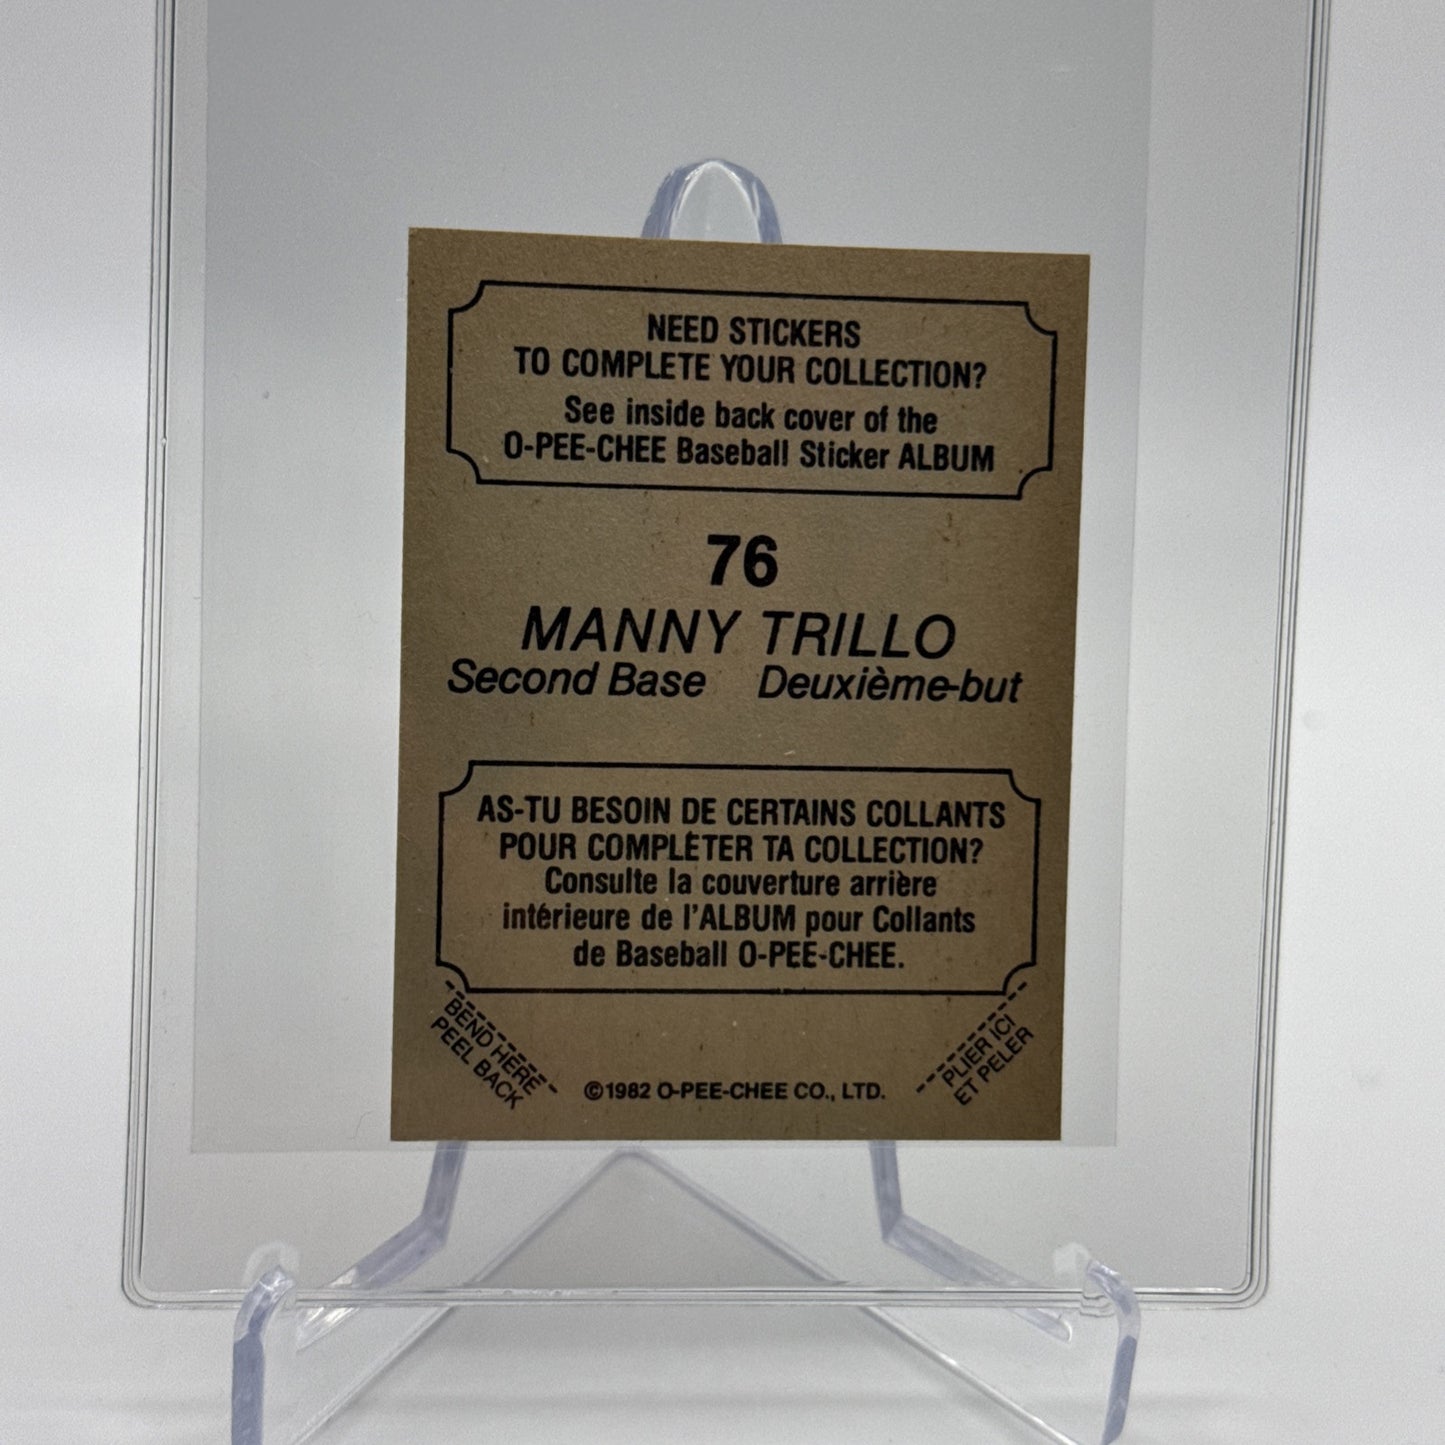 NEED STICKERS
TO COMPLETE YOUR COLLECTION?
See inside back cover of the
O-PEE-CHEE Baseball Sticker ALBUM
76
MANNY TRILLO
Second Base Deuxième-but
AS-TU BESOIN DE CERTAINS COLLANTS
POUR COMPLÉTER TA COLLECTION?
Consulte la couverture arrière
intérieure de l'ALBUM pour Collants
de Baseball O-PEE-CHEE.
BEND HERE
PEEL BACK
©1982 O-PEE-CHEE CO., LTD.
PLIER ICI
ET PELER